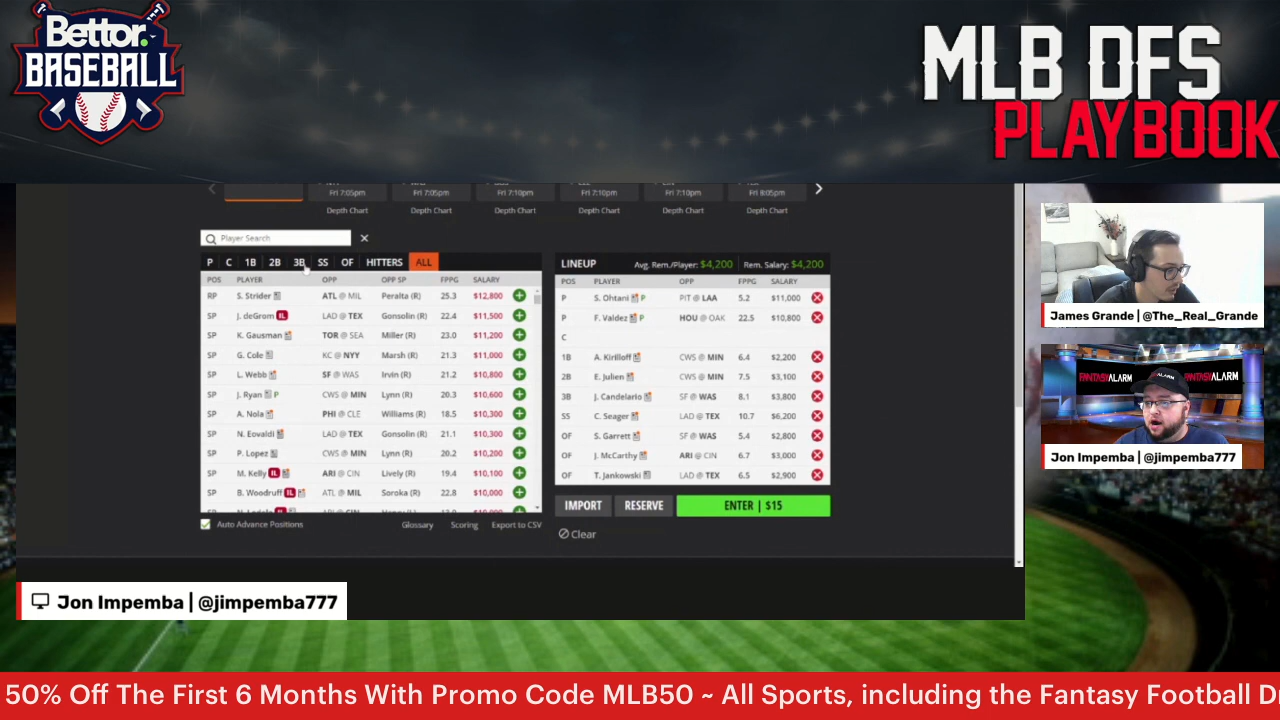 Bettor.
BASEBALL
MLB DFS
PLAYBOOK
Fri 7:05pm Fri 7:05pm Fri 7:10pm Fri 7:10pm Fri 7:10pm Fri 8:05pm
Depth Chart Depth Chart Depth Chart Depth Chart Depth Chart Depth Chart
Player Search
P C 1B 2B 3B SS OF HITTERS ALL
POS PLAYER OPP OPP SP FPPG SALARY
RP S. Strider ATL @ MIL Peralta (R) 25.3 $12,800
SP J. deGrom IL LAD @ TEX Gonsolin (R) 22.4 $11,500
SP K. Gausman TOR @ SEA Miller (R) 23.0 $11,200
SP G. Cole KC @ NYY Marsh (R) 21.3 $11,000
SP L. Webb SF @ WAS Irvin (R) 21.2 $10,800
SP J. Ryan P CWS @ MIN Lynn (R) 20.3 $10,600
SP A. Nola PHI @ CLE Williams (R) 18.5 $10,300
SP N. Eovaldi LAD @ TEX Gonsolin (R) 21.1 $10,300
SP P. Lopez CWS @ MIN Lynn (R) 20.2 $10,200
SP M. Kelly IL ARI @ CIN Lively (R) 19.4 $10,100
SP B. Woodruff IL ATL @ MIL Soroka (R) 22.8 $10,000
Auto Advance Positions Glossary Scoring Export to CSV
LINEUP Avg. Rem./Player: $4,200 Rem. Salary: $4,200
POS PLAYER OPP FPPG SALARY
P S. Ohtani P PIT @ LAA 5.2 $11,000
P F. Valdez P HOU @ OAK 22.5 $10,800
C
1B A. Kirilloff CWS @ MIN 6.4 $2,200
2B E. Julien CWS @ MIN 7.5 $3,100
3B J. Candelario SF @ WAS 8.1 $3,800
SS C. Seager LAD @ TEX 10.7 $6,200
OF S. Garrett SF @ WAS 5.4 $2,800
OF J. McCarthy ARI @ CIN 6.7 $3,000
OF T. Jankowski LAD @ TEX 6.5 $2,900
IMPORT RESERVE ENTER | $15
Clear
James Grande | @The_Real_Grande
FANTASY ALARM
ALARM
FANTASY ALARM
Jon Impemba | @jimpemba777
Jon Impemba | @jimpemba777
50% Off The First 6 Months With Promo Code MLB50 ~ All Sports, including the Fantasy Football D